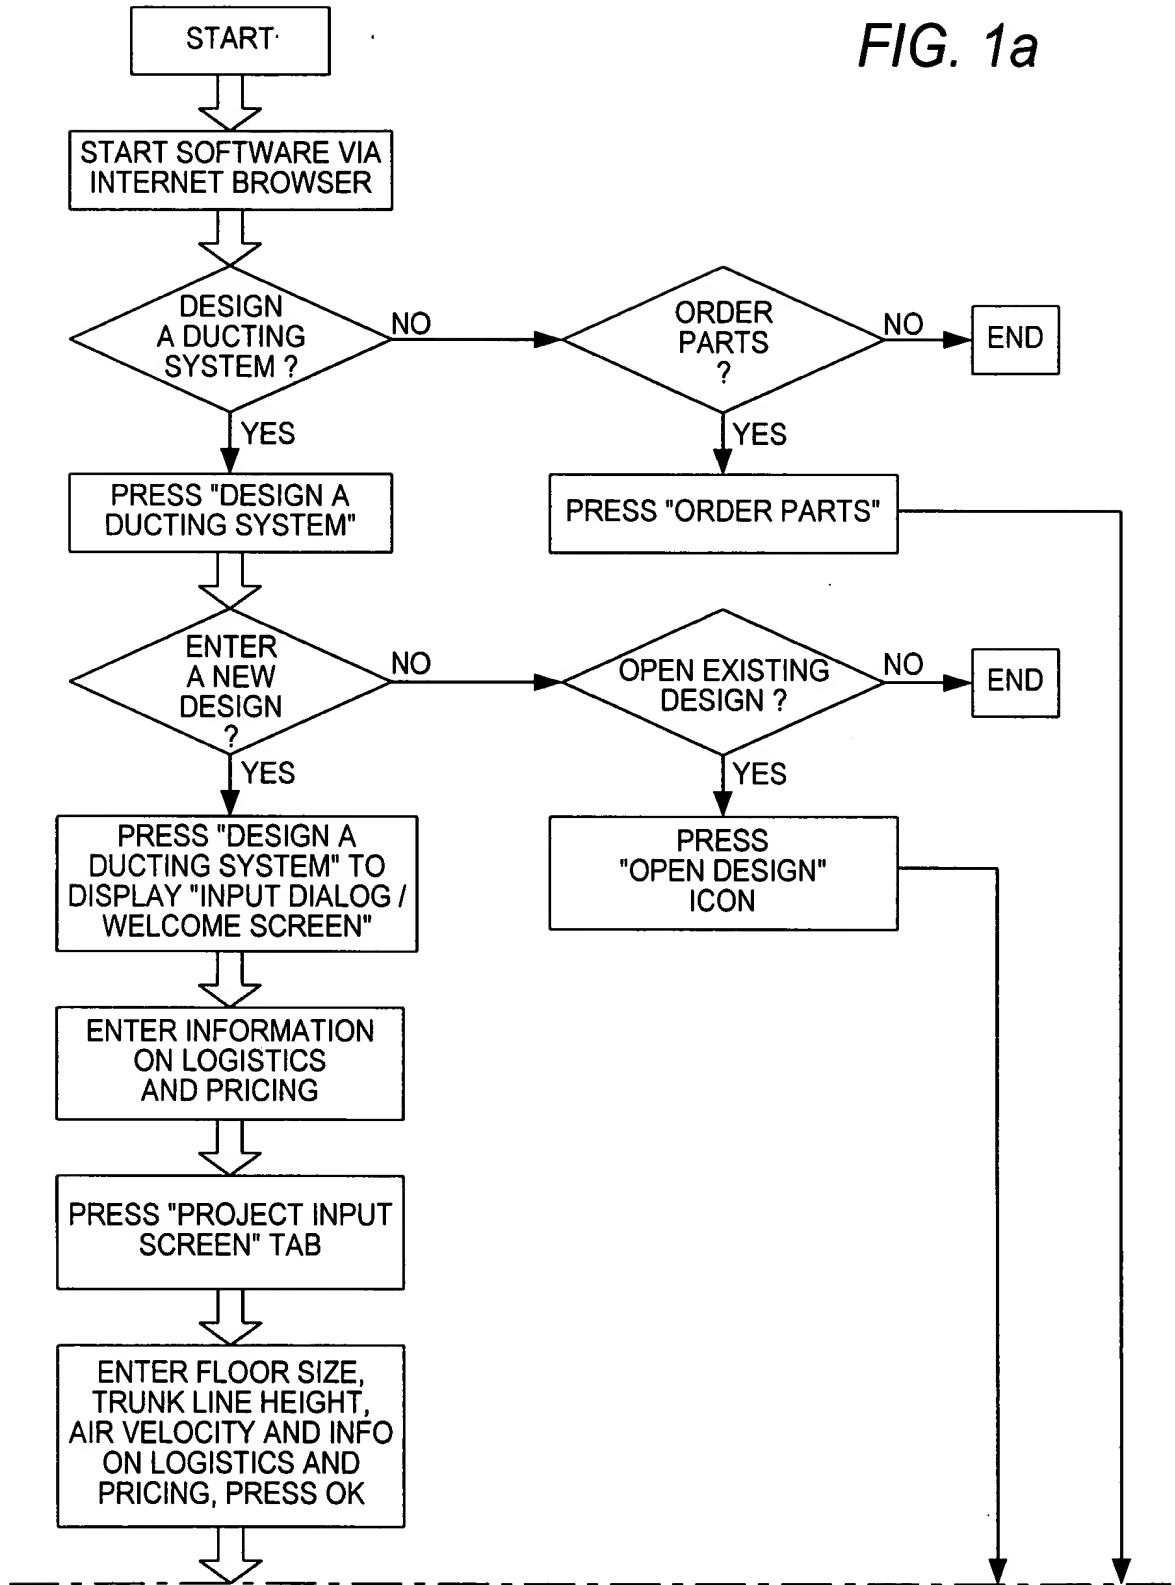 FIG. 1a
START
START SOFTWARE VIA
INTERNET BROWSER
DESIGN
A DUCTING
SYSTEM ?
NO
ORDER
PARTS
?
NO
END
YES
YES
PRESS "DESIGN A
DUCTING SYSTEM"
PRESS "ORDER PARTS"
ENTER
A NEW
DESIGN
?
NO
OPEN EXISTING
DESIGN ?
NO
END
YES
YES
PRESS "DESIGN A
DUCTING SYSTEM" TO
DISPLAY "INPUT DIALOG /
WELCOME SCREEN"
PRESS
"OPEN DESIGN"
ICON
ENTER INFORMATION
ON LOGISTICS
AND PRICING
PRESS "PROJECT INPUT
SCREEN" TAB
ENTER FLOOR SIZE,
TRUNK LINE HEIGHT,
AIR VELOCITY AND INFO
ON LOGISTICS AND
PRICING, PRESS OK